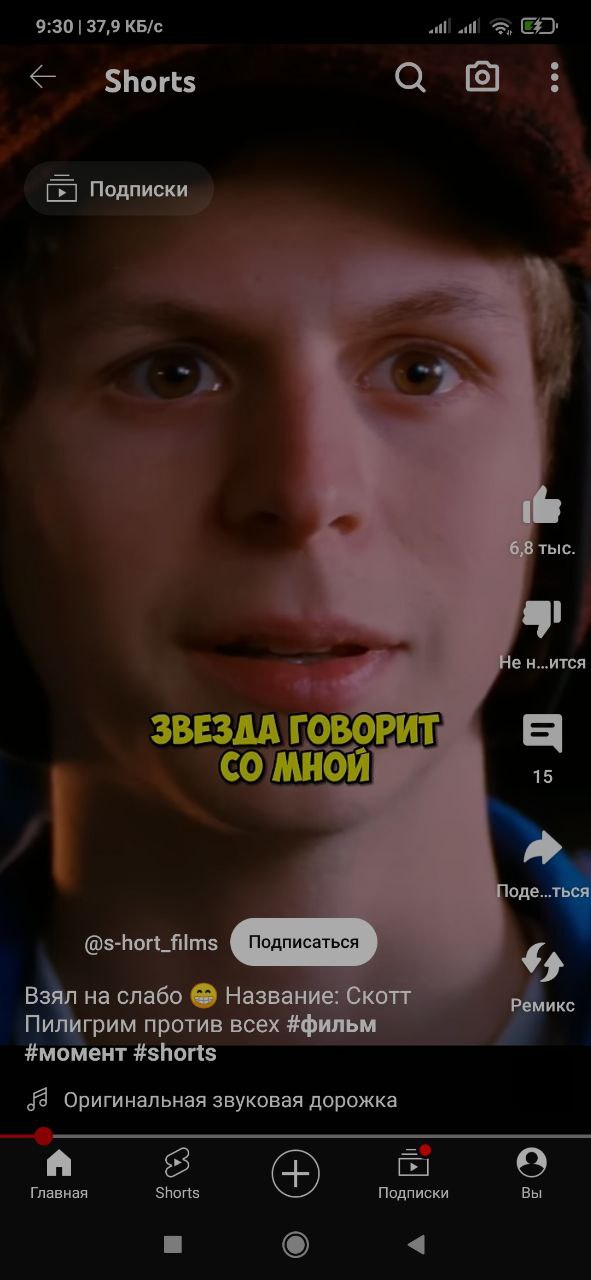 9:30 | 37,9 КБ/с
Shorts
Подписки
6,8 тыс.
Не н...ится
ЗВЕЗДА ГОВОРИТ
СО МНОЙ
15
Поде...ться
@s-hort_films Подписаться
Взял на слабо 😁 Название: Скотт
Пилигрим против всех #фильм
#момент #shorts
Ремикс
Оригинальная звуковая дорожка
Главная Shorts Подписки Вы